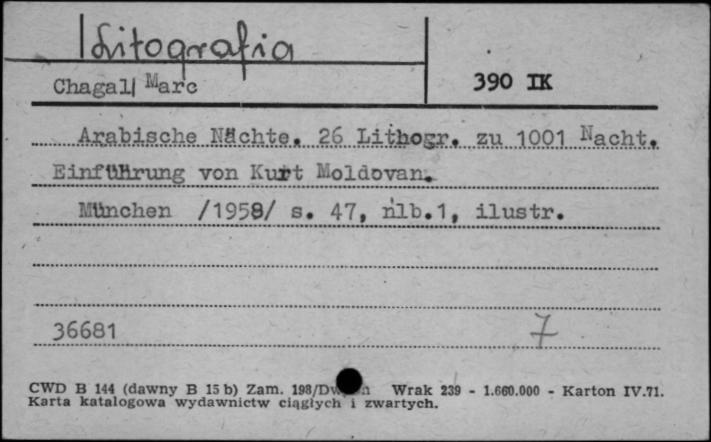 Litografia
Chagall Marc
390 IK
Arabische Nächte. 26 Lithogr. zu 1001 Nacht.
Einführung von Kurt Moldovan.
München /1958/ s. 47, nlb.1, ilustr.
36681
7
CWD B 144 (dawny B 15 b) Zam. 198/Dw Wrak 239 - 1.660.000 - Karton IV.71.
Karta katalogowa wydawnictw ciągłych i zwartych.